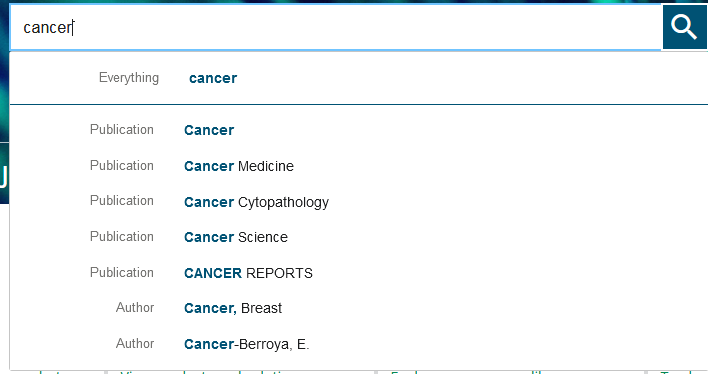 cancer
Everything cancer
Publication Cancer
Publication Cancer Medicine
Publication Cancer Cytopathology
Publication Cancer Science
Publication CANCER REPORTS
Author Cancer, Breast
Author Cancer-Berroya, E.